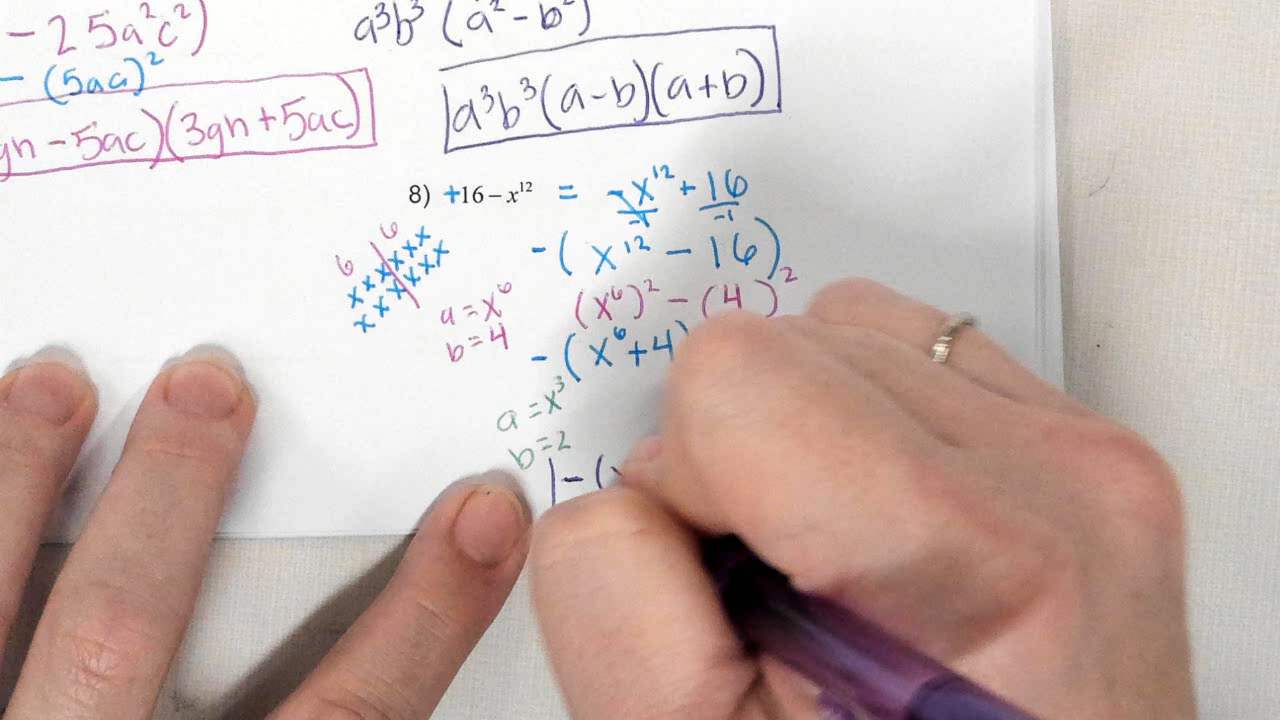 - 25a²c²)
- (5ac)²
gn - 5ac)(3gn + 5ac)
a³b³(a² - b²)
a³b³(a - b)(a + b)
8) +16 – x¹² = -x¹² + 16
-1 -1
-(x¹² - 16)
6 6
x x x x x x
x x x x x x
a = x⁶
b = 4
(x⁶)² - (4)²
-(x⁶ + 4)
a = x³
b = 2
-(